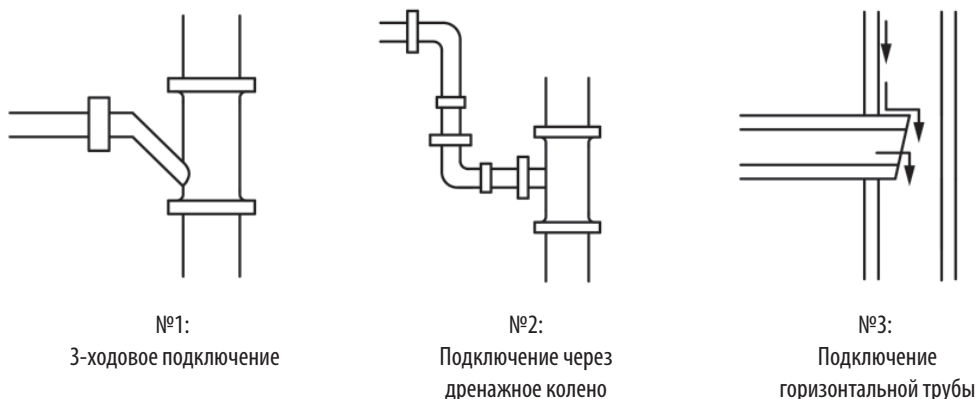 №1:
3-ходовое подключение
№2:
Подключение через
дренажное колено
№3:
Подключение
горизонтальной трубы